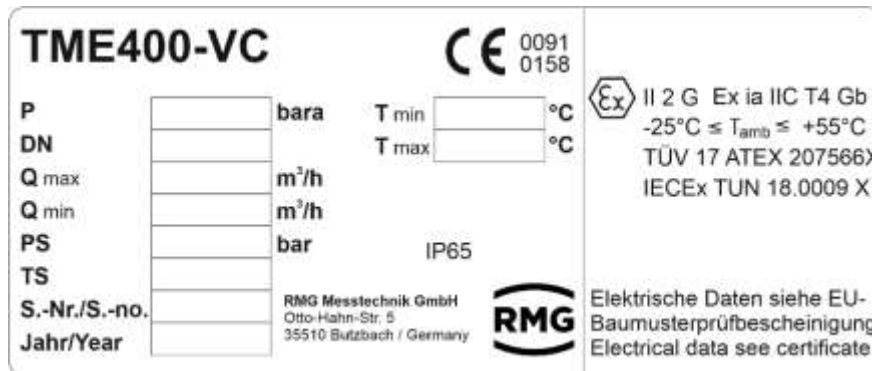 TME400-VC
CE 0091
0158
P bara
DN
Q max m³/h
Q min m³/h
PS bar
TS
S.-Nr./S.-no.
Jahr/Year
T min °C
T max °C
IP65
RMG Messtechnik GmbH
Otto-Hahn-Str. 5
35510 Butzbach / Germany
RMG
Ex II 2 G Ex ia IIC T4 Gb
-25°C ≤ Tamb ≤ +55°C
TÜV 17 ATEX 207566X
IECEx TUN 18.0009 X
Elektrische Daten siehe EU-
Baumusterprüfbescheinigung
Electrical data see certificate